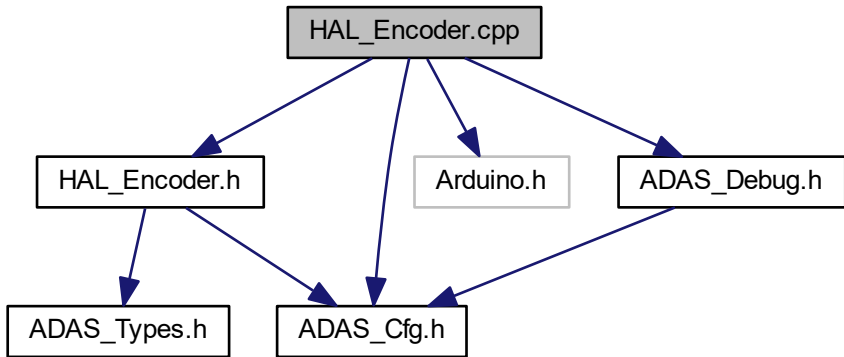 HAL_Encoder.cpp
HAL_Encoder.h
Arduino.h
ADAS_Debug.h
ADAS_Types.h
ADAS_Cfg.h